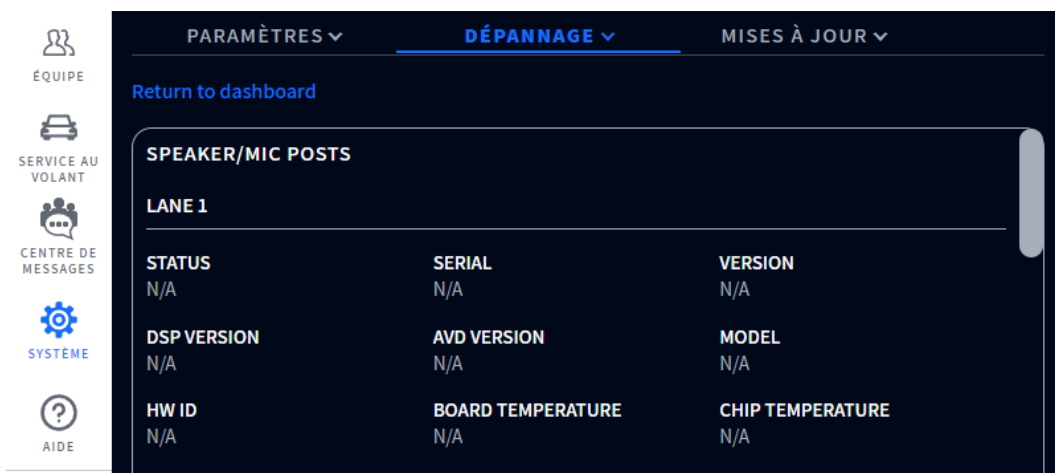 ÉQUIPE
SERVICE AU
VOLANT
CENTRE DE
MESSAGES
SYSTÈME
AIDE
PARAMÈTRES DÉPANNAGE MISES À JOUR
Return to dashboard
SPEAKER/MIC POSTS
LANE 1
STATUS SERIAL VERSION
N/A N/A N/A
DSP VERSION AVD VERSION MODEL
N/A N/A N/A
HW ID BOARD TEMPERATURE CHIP TEMPERATURE
N/A N/A N/A